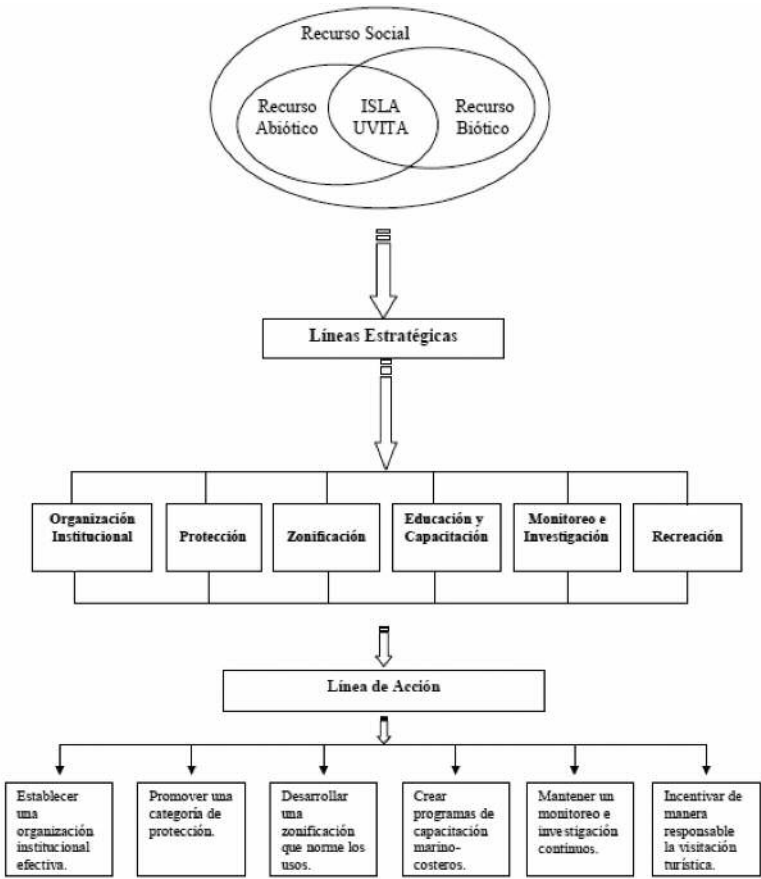 Recurso Social
Recurso
Abiótico
ISLA
UVITA
Recurso
Biótico
Líneas Estratégicas
Organización
Institucional
Protección
Zonificación
Educación y
Capacitación
Monitoreo e
Investigación
Recreación
Línea de Acción
Establecer
una
organización
institucional
efectiva.
Promover una
categoría de
protección.
Desarrollar
una
zonificación
que norme los
usos.
Crear
programas de
capacitación
marino-
costeros.
Mantener un
monitoreo e
investigación
continuos.
Incentivar de
manera
responsable
la visitación
turística.